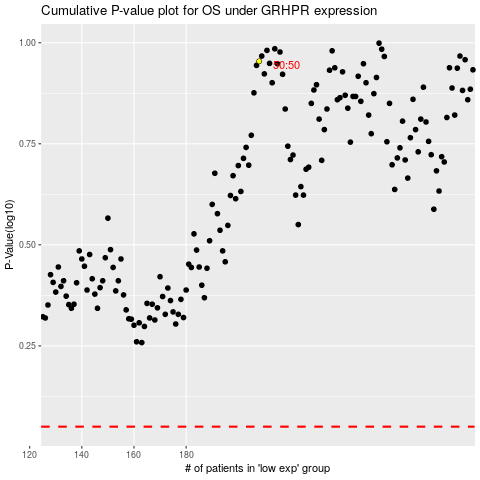 Cumulative P-value plot for OS under GRHPR expression
P-Value(log10)
1.00
0.75
0.50
0.25
50:50
120 140 160 180
# of patients in 'low exp' group